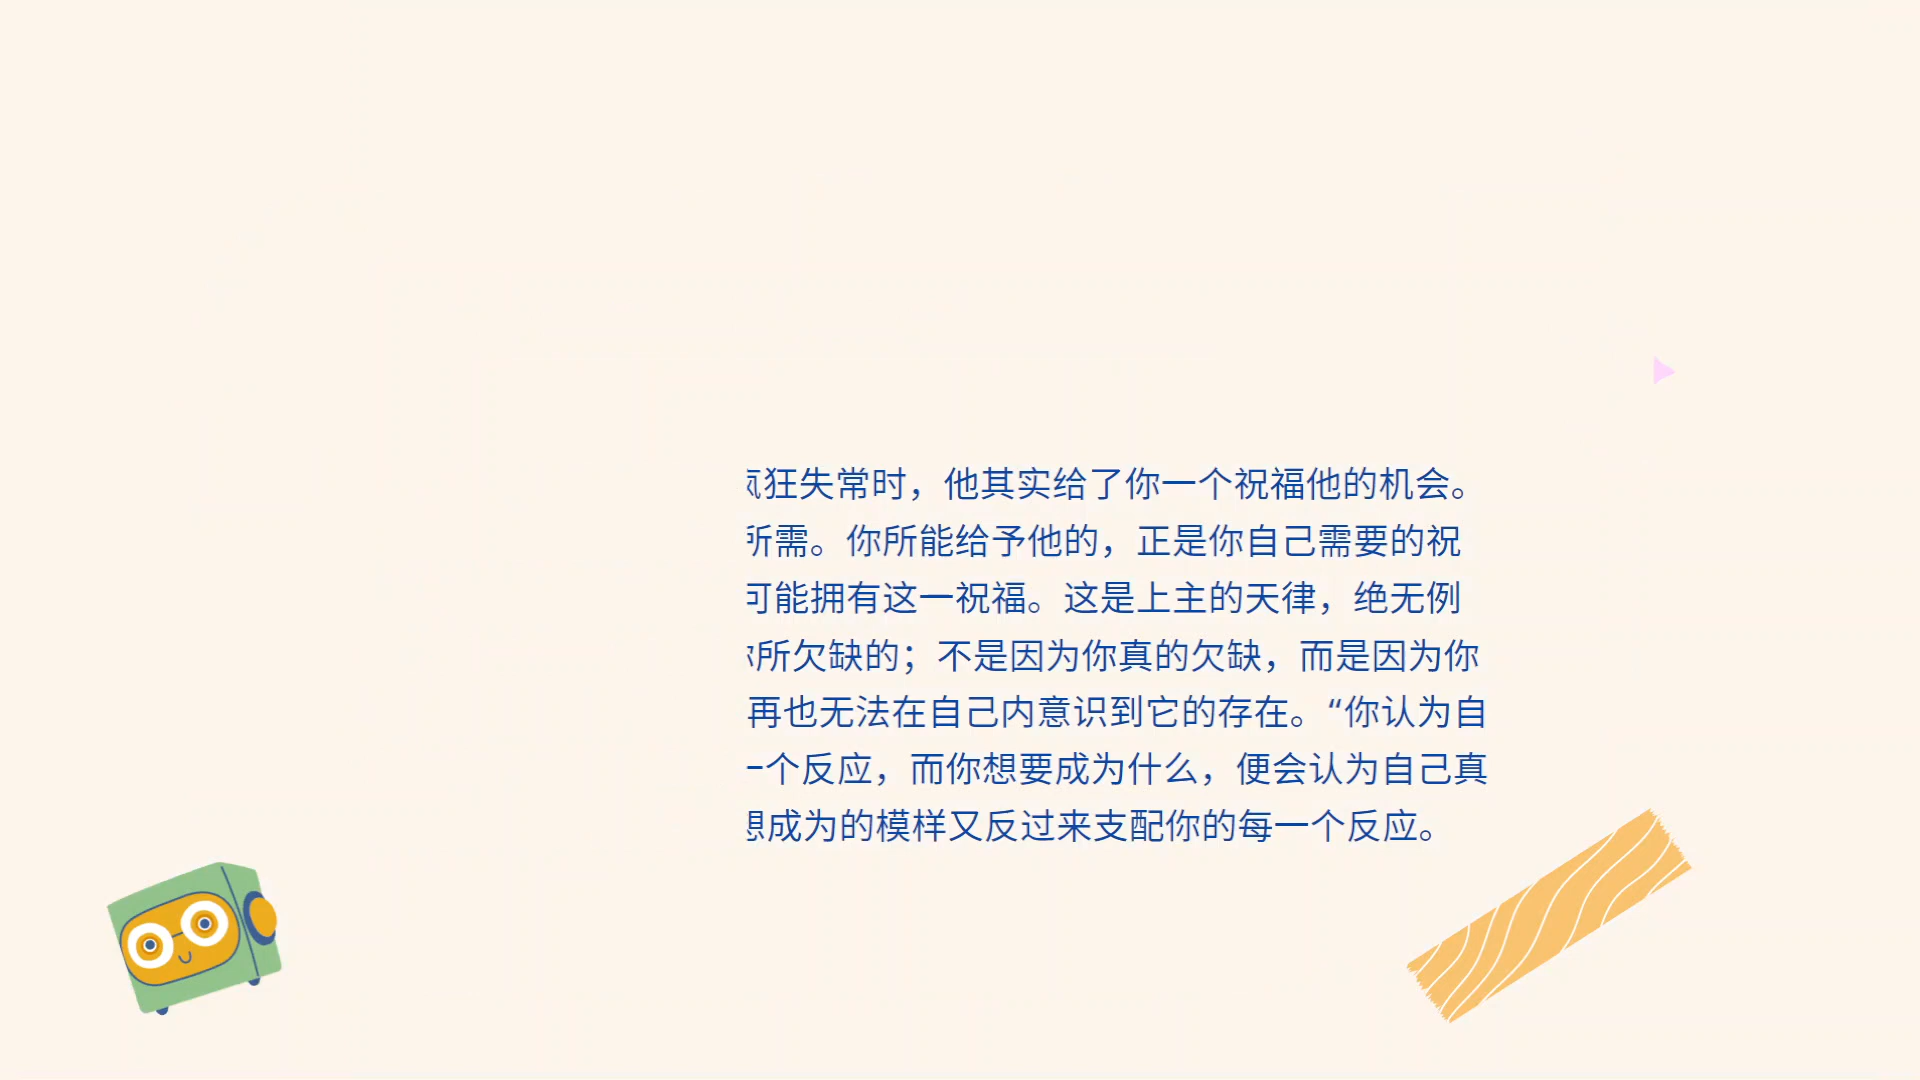 狂失常时，他其实给了你一个祝福他的机会。
所需。你所能给予他的，正是你自己需要的祝
可能拥有这一祝福。这是上主的天律，绝无例
所欠缺的；不是因为你真的欠缺，而是因为你
再也无法在自己内意识到它的存在。“你认为自
一个反应，而你想要成为什么，便会认为自己真
想成为的模样又反过来支配你的每一个反应。